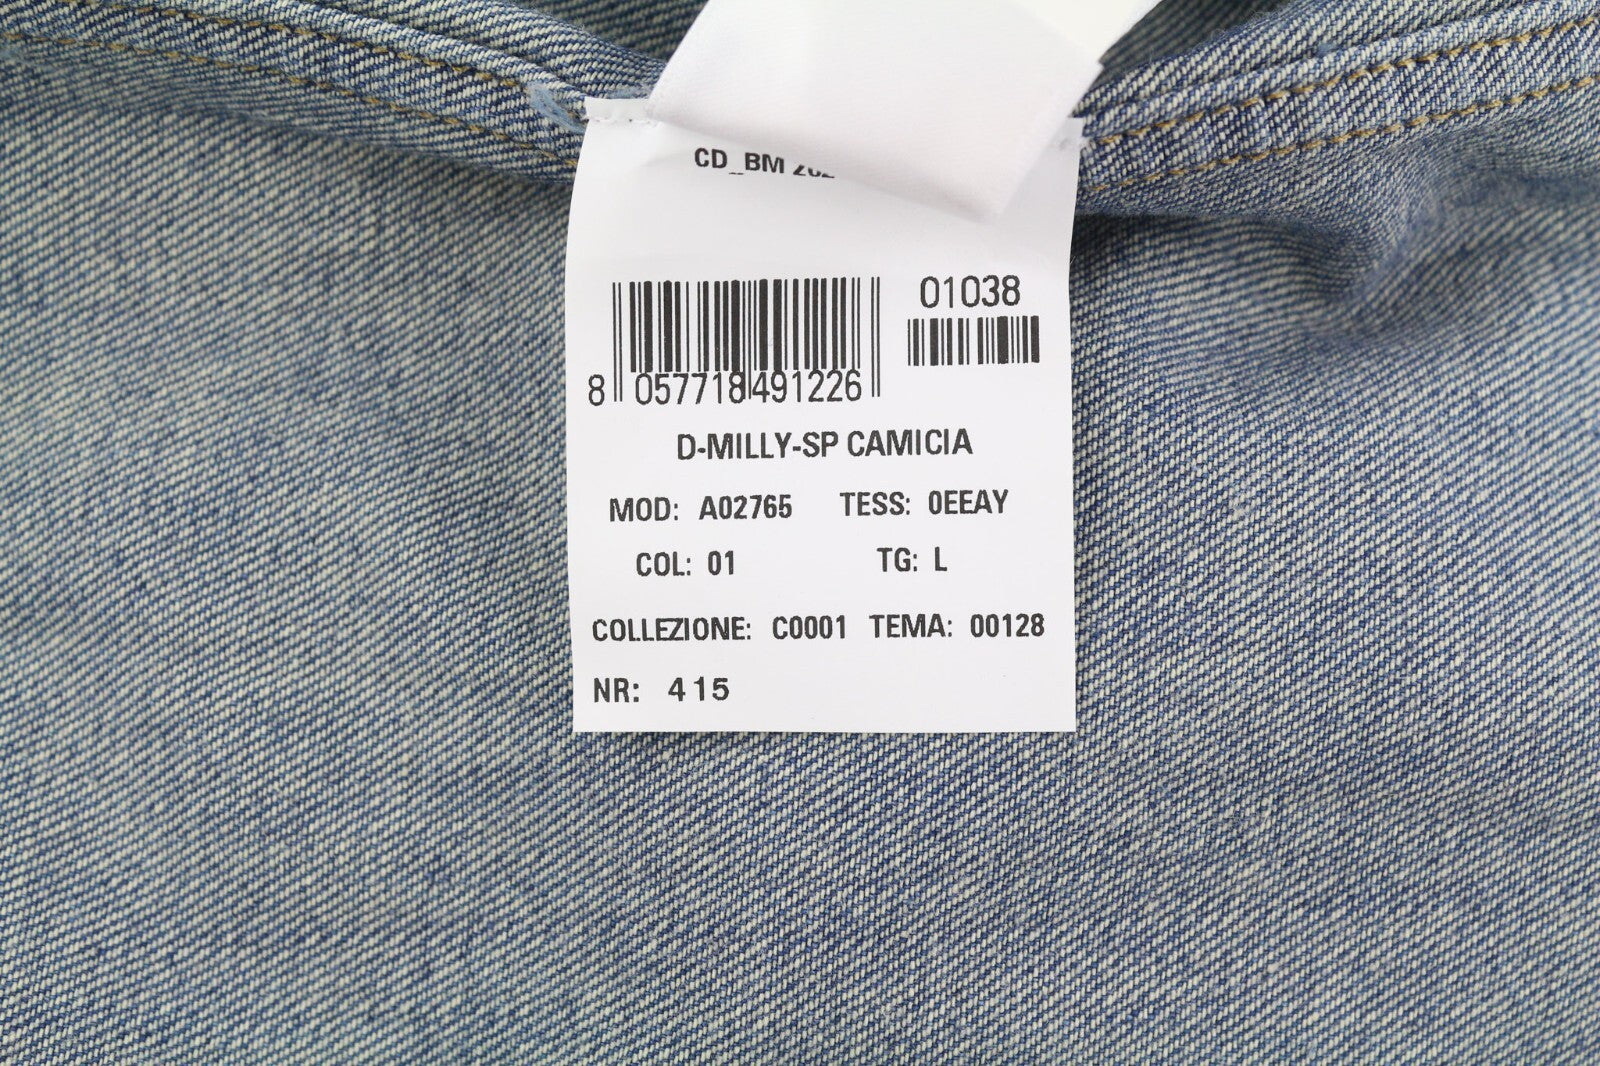 CD_BM
01038
8 057718 491226
D-MILLY-SP CAMICIA
MOD: A02765 TESS: 0EEAY
COL: 01 TG: L
COLLEZIONE: C0001 TEMA: 00128
NR: 415